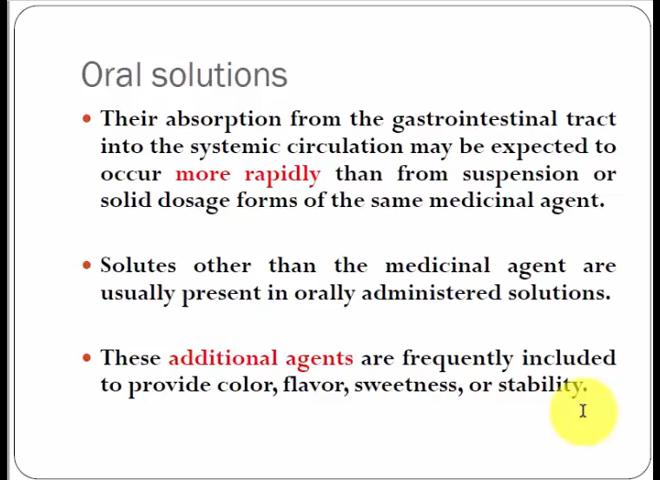 Oral solutions
• Their absorption from the gastrointestinal tract
into the systemic circulation may be expected to
occur more rapidly than from suspension or
solid dosage forms of the same medicinal agent.
• Solutes other than the medicinal agent are
usually present in orally administered solutions.
• These additional agents are frequently included
to provide color, flavor, sweetness, or stability.